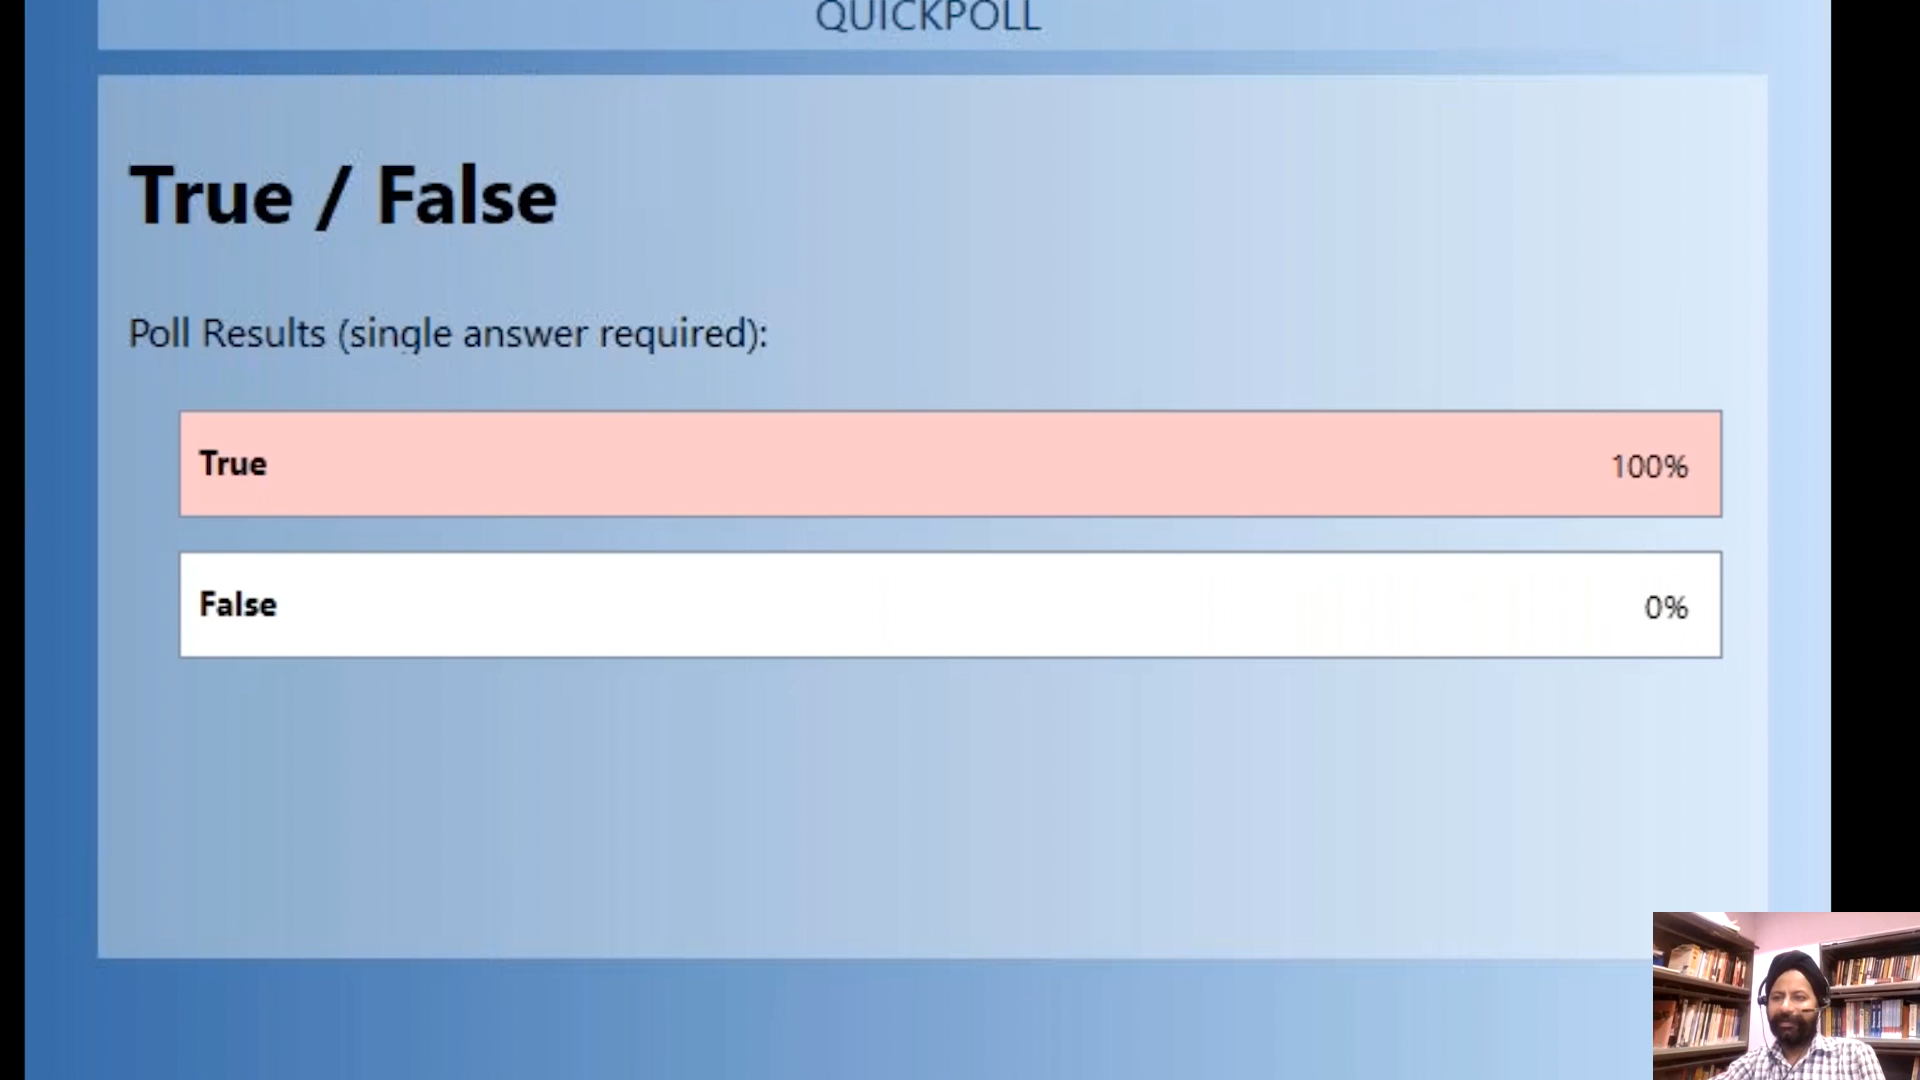 QUICKPOLL
True / False
Poll Results (single answer required):
True 100%
False 0%